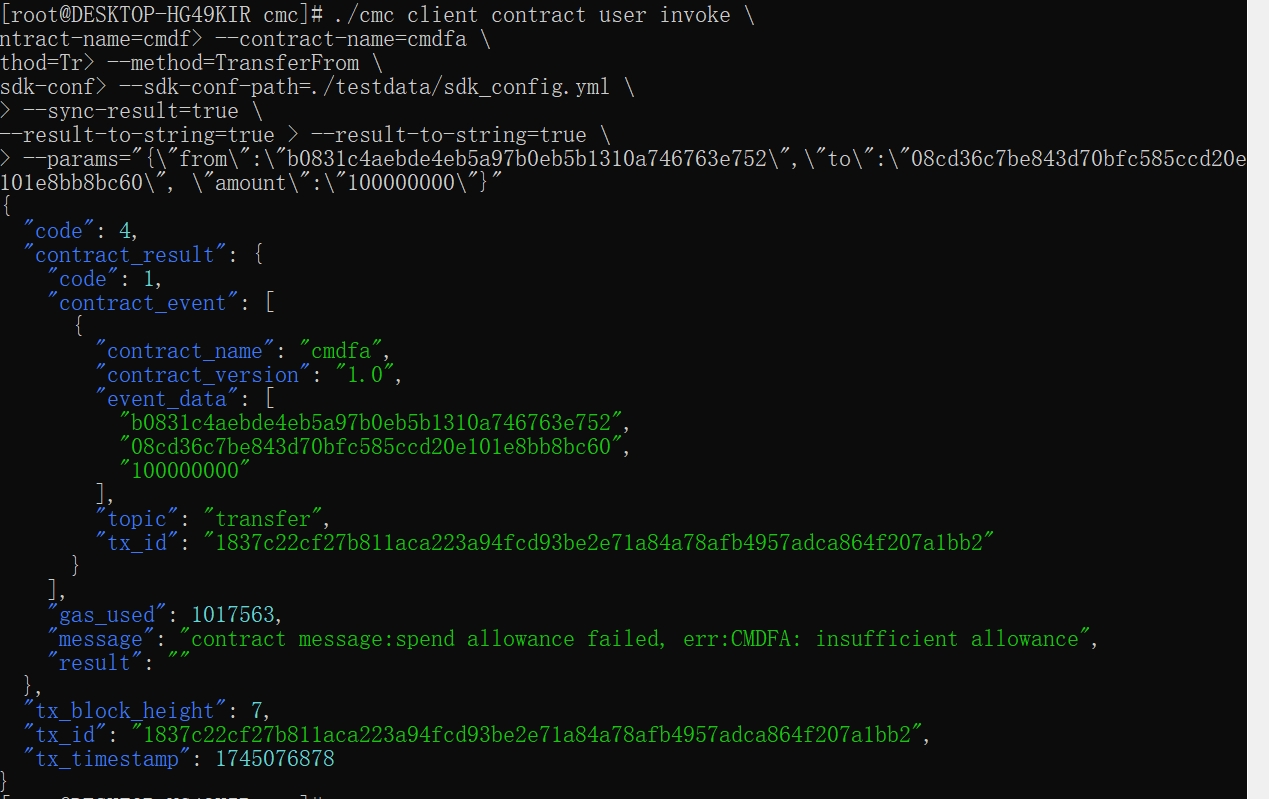 [root@DESKTOP-HG49KIR cmc]# ./cmc client contract user invoke \
ntract-name=cmdf> --contract-name=cmdfa \
thod=Tr> --method=TransferFrom \
sdk-conf> --sdk-conf-path=./testdata/sdk_config.yml \
> --sync-result=true \
--result-to-string=true > --result-to-string=true \
> --params="{\"from\":\"b0831c4aebde4eb5a97b0eb5b1310a746763e752\",\"to\":\"08cd36c7be843d70bfc585ccd20e
101e8bb8bc60\", \"amount\":\"100000000\"}"
{
"code": 4,
"contract_result": {
"code": 1,
"contract_event": [
{
"contract_name": "cmdfa",
"contract_version": "1.0",
"event_data": [
"b0831c4aebde4eb5a97b0eb5b1310a746763e752",
"08cd36c7be843d70bfc585ccd20e101e8bb8bc60",
"100000000"
],
"topic": "transfer",
"tx_id": "1837c22cf27b811aca223a94fcd93be2e71a84a78afb4957adca864f207a1bb2"
}
],
"gas_used": 1017563,
"message": "contract message:spend allowance failed, err:CMDFA: insufficient allowance",
"result": ""
},
"tx_block_height": 7,
"tx_id": "1837c22cf27b811aca223a94fcd93be2e71a84a78afb4957adca864f207a1bb2",
"tx_timestamp": 1745076878
}